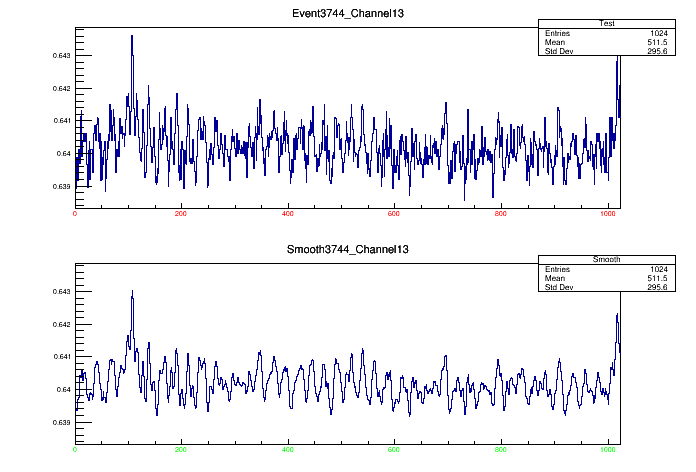 Event3744_Channel13
Test
Entries 1024
Mean 511.5
Std Dev 295.6
0.643
0.642
0.641
0.64
0.639
0 200 400 600 800 1000
Smooth3744_Channel13
Smooth
Entries 1024
Mean 511.5
Std Dev 295.6
0.643
0.642
0.641
0.64
0.639
0 200 400 600 800 1000